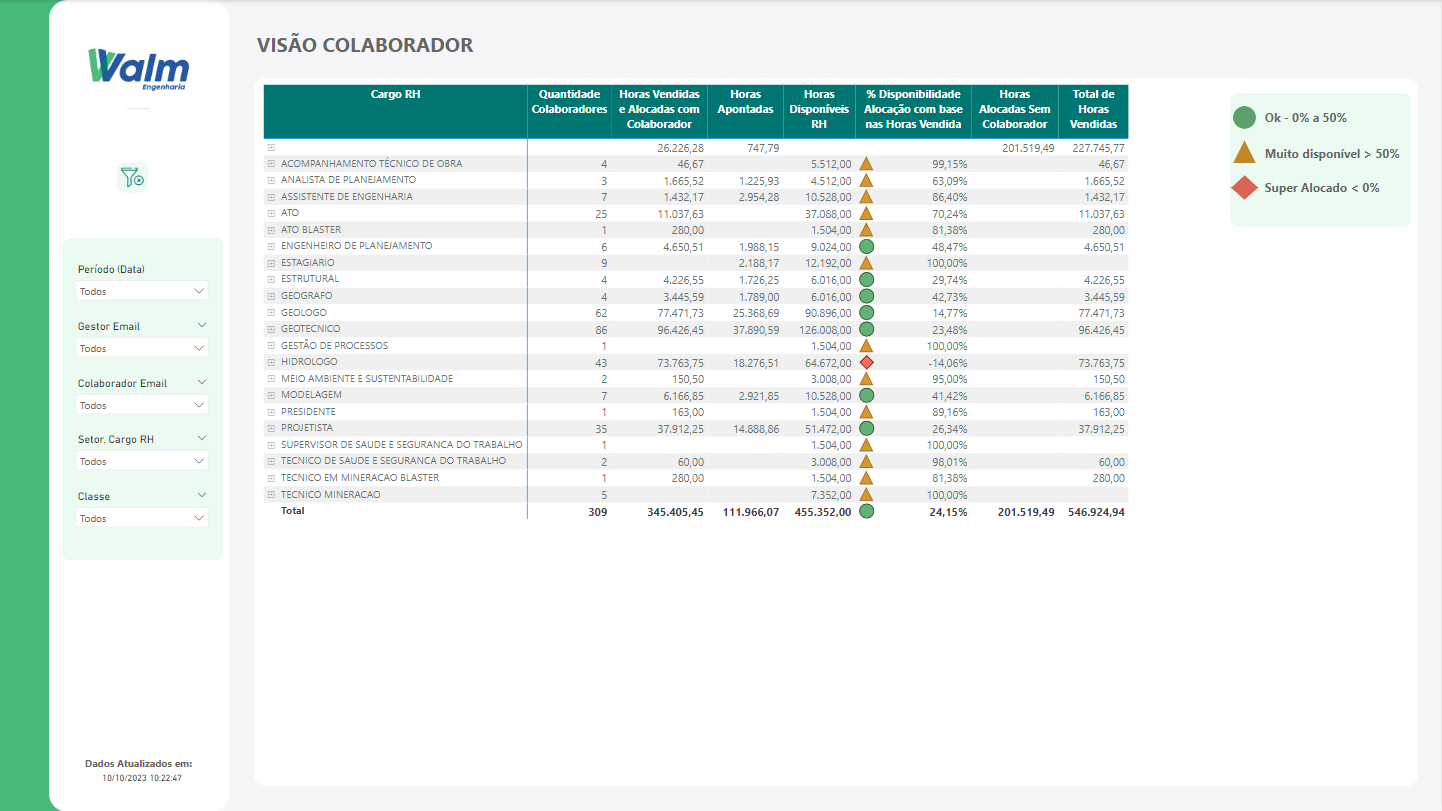 Walm
Engenharia
Período (Data)
Todos
Gestor Email
Todos
Colaborador Email
Todos
Setor, Cargo RH
Todos
Classe
Todos
Dados Atualizados em:
10/10/2023 10:22:47
VISÃO COLABORADOR
Cargo RH Quantidade Colaboradores Horas Vendidas e Alocadas com Colaborador Horas Apontadas Horas Disponíveis RH % Disponibilidade Alocação com base nas Horas Vendida Horas Alocadas Sem Colaborador Total de Horas Vendidas
26.226,28 747,79 201.519,49 227.745,77
ACOMPANHAMENTO TÉCNICO DE OBRA 4 46,67 5.512,00 99,15% 46,67
ANALISTA DE PLANEJAMENTO 3 1.665,52 1.225,93 4.512,00 63,09% 1.665,52
ASSISTENTE DE ENGENHARIA 7 1.432,17 2.954,28 10.528,00 86,40% 1.432,17
ATO 25 11.037,63 37.088,00 70,24% 11.037,63
ATO BLASTER 1 280,00 1.504,00 81,38% 280,00
ENGENHEIRO DE PLANEJAMENTO 6 4.650,51 1.988,15 9.024,00 48,47% 4.650,51
ESTAGIARIO 9 2.188,17 12.192,00 100,00%
ESTRUTURAL 4 4.226,55 1.726,25 6.016,00 29,74% 4.226,55
GEOGRAFO 4 3.445,59 1.789,00 6.016,00 42,73% 3.445,59
GEOLOGO 62 77.471,73 25.368,69 90.896,00 14,77% 77.471,73
GEOTECNICO 86 96.426,45 37.890,59 126.008,00 23,48% 96.426,45
GESTÃO DE PROCESSOS 1 1.504,00 100,00%
HIDROLOGO 43 73.763,75 18.276,51 64.672,00 -14,06% 73.763,75
MEIO AMBIENTE E SUSTENTABILIDADE 2 150,50 3.008,00 95,00% 150,50
MODELAGEM 7 6.166,85 2.921,85 10.528,00 41,42% 6.166,85
PRESIDENTE 1 163,00 1.504,00 89,16% 163,00
PROJETISTA 35 37.912,25 14.888,86 51.472,00 26,34% 37.912,25
SUPERVISOR DE SAUDE E SEGURANCA DO TRABALHO 1 1.504,00 100,00%
TECNICO DE SAUDE E SEGURANCA DO TRABALHO 2 60,00 3.008,00 98,01% 60,00
TECNICO EM MINERACAO BLASTER 1 280,00 1.504,00 81,38% 280,00
TECNICO MINERACAO 5 7.352,00 100,00%
Total 309 345.405,45 111.966,07 455.352,00 24,15% 201.519,49 546.924,94
Ok - 0% a 50%
Muito disponível > 50%
Super Alocado < 0%